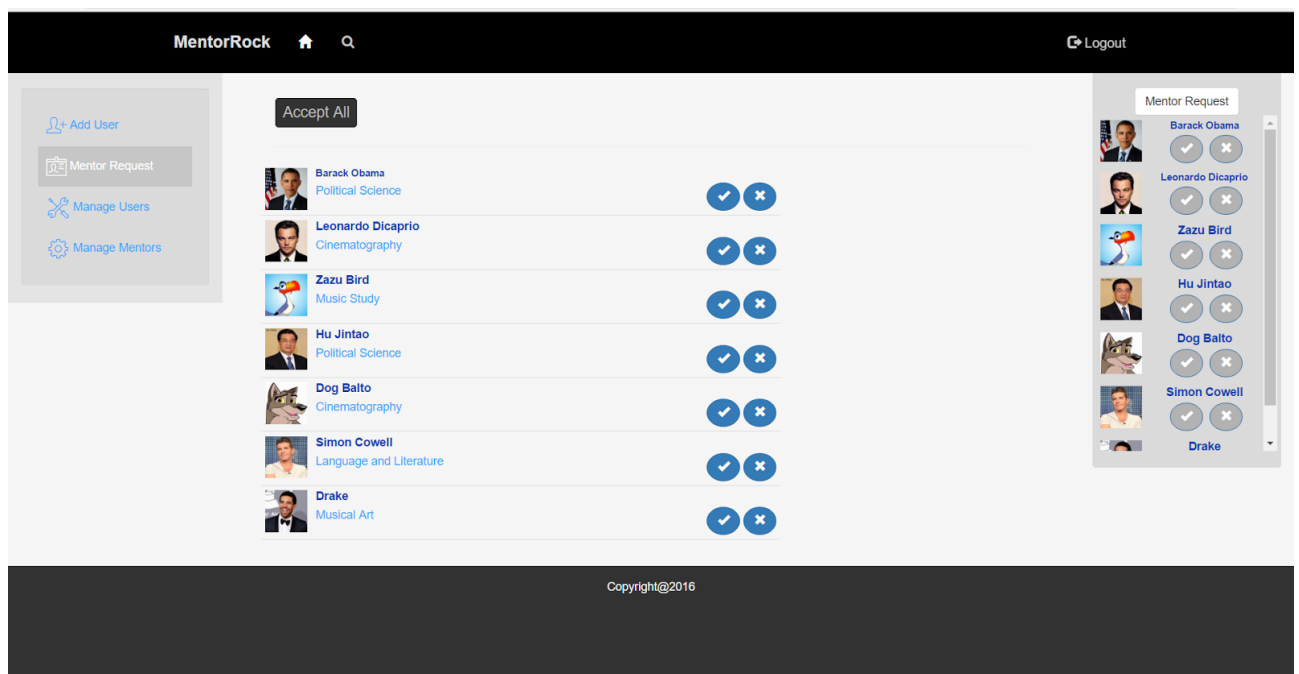 MentorRock
Logout
Add User
Mentor Request
Manage Users
Manage Mentors
Accept All
Barack Obama
Political Science
Leonardo Dicaprio
Cinematography
Zazu Bird
Music Study
Hu Jintao
Political Science
Dog Balto
Cinematography
Simon Cowell
Language and Literature
Drake
Musical Art
Mentor Request
Barack Obama
Leonardo Dicaprio
Zazu Bird
Hu Jintao
Dog Balto
Simon Cowell
Drake
Copyright@2016